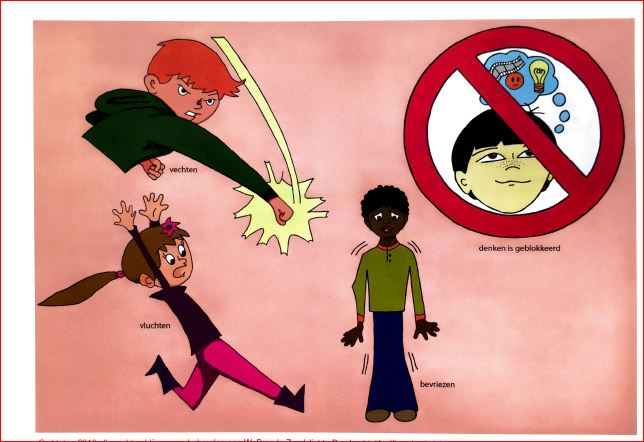 vechten
denken is geblokkeerd
vluchten
bevriezen